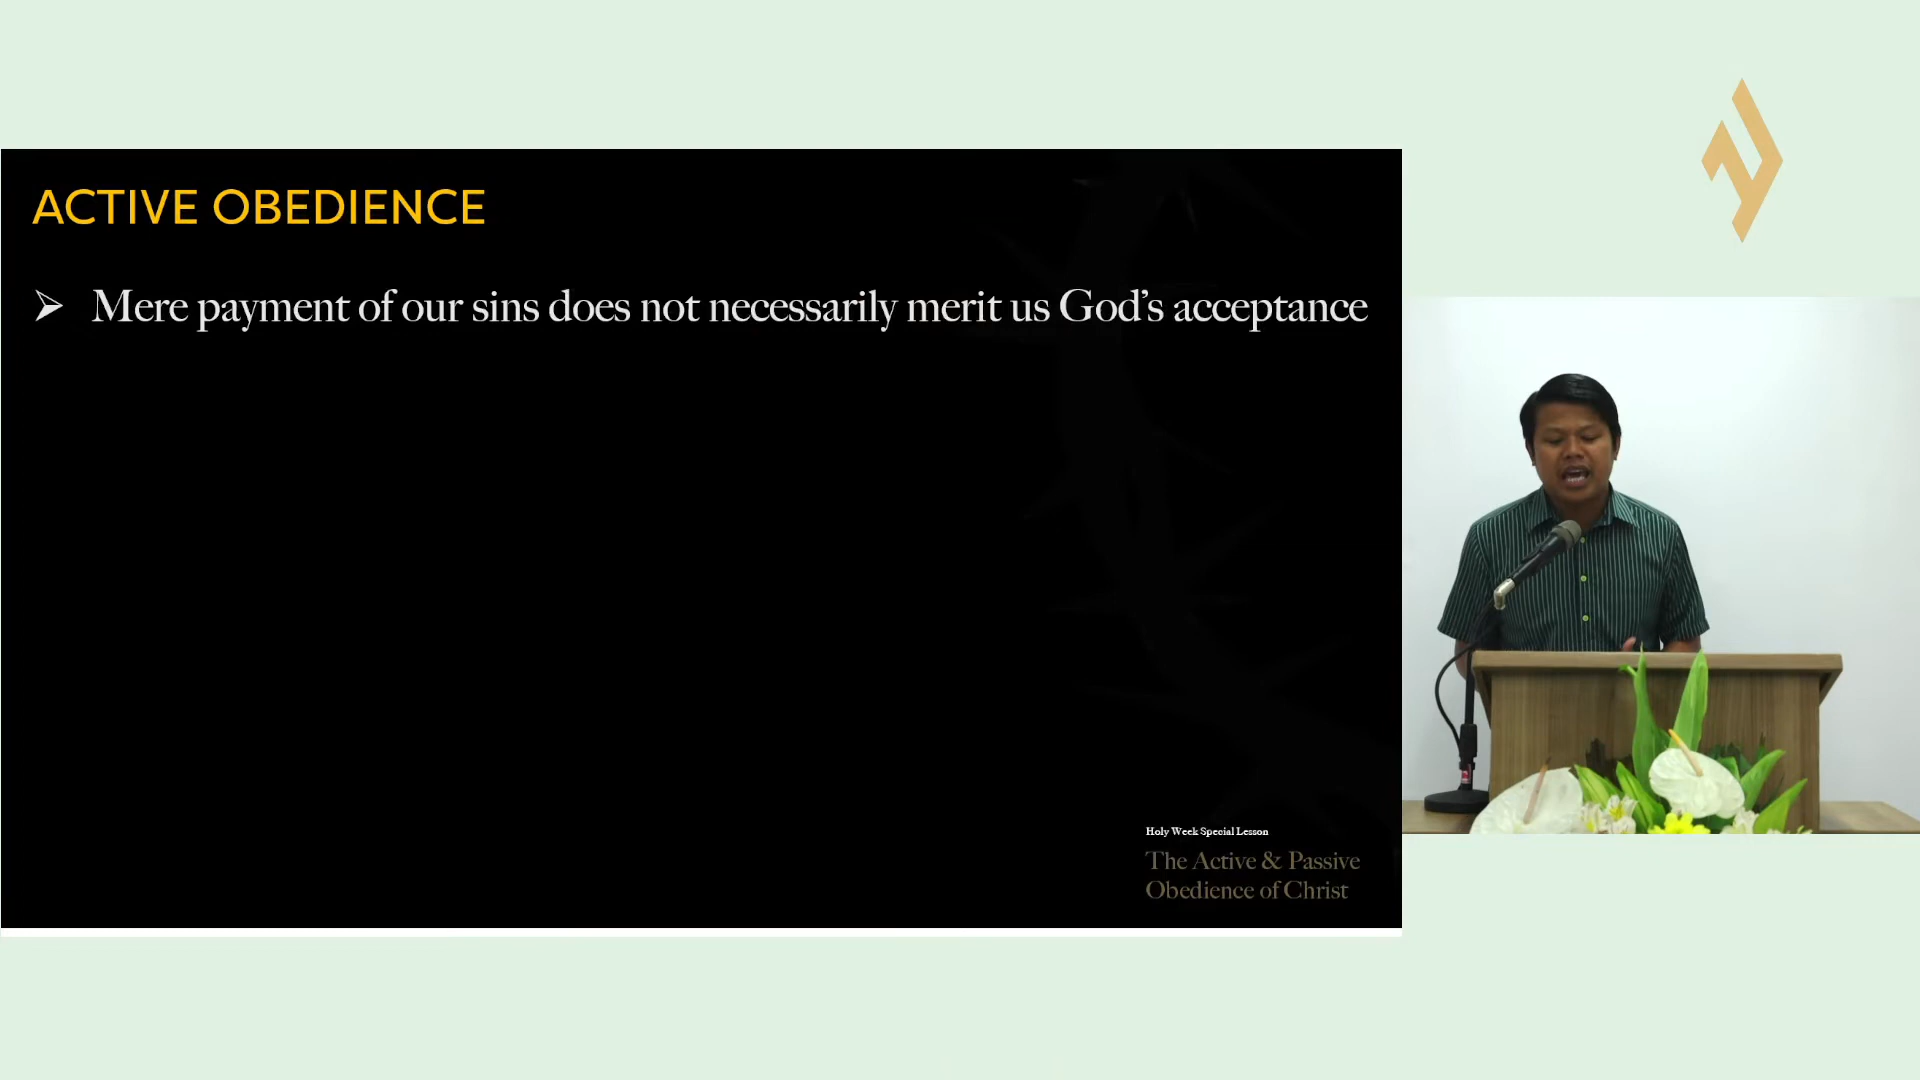 ACTIVE OBEDIENCE
➢ Mere payment of our sins does not necessarily merit us God’s acceptance
Holy Week Special Lesson
The Active & Passive
Obedience of Christ